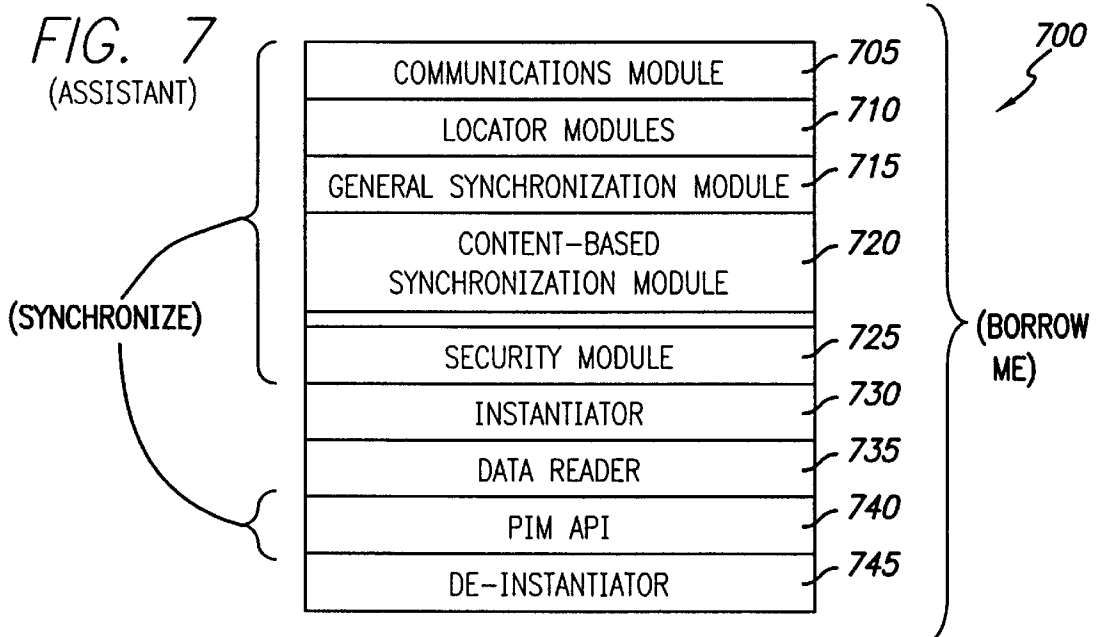 FIG. 7
(ASSISTANT)
700
COMMUNICATIONS MODULE 705
LOCATOR MODULES 710
GENERAL SYNCHRONIZATION MODULE 715
CONTENT-BASED
SYNCHRONIZATION MODULE 720
(SYNCHRONIZE)
SECURITY MODULE 725
(BORROW
ME)
INSTANTIATOR 730
DATA READER 735
PIM API 740
DE-INSTANTIATOR 745